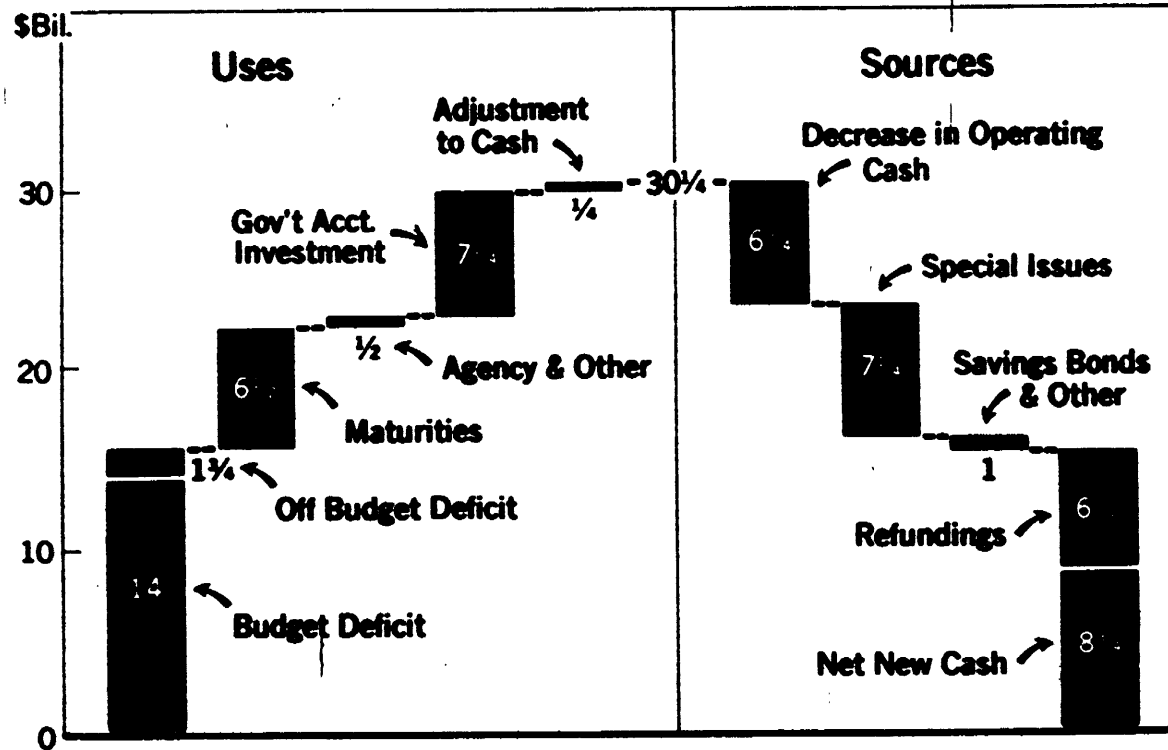 $Bil.
Uses
Sources
Adjustment
to Cash
Decrease in Operating
Cash
30
30¼
¼
Gov't Acct.
Investment
Special Issues
½
Agency & Other
20
Savings Bonds
& Other
Maturities
1¾
1
Off Budget Deficit
Refundings
10
14
Budget Deficit
Net New Cash
0